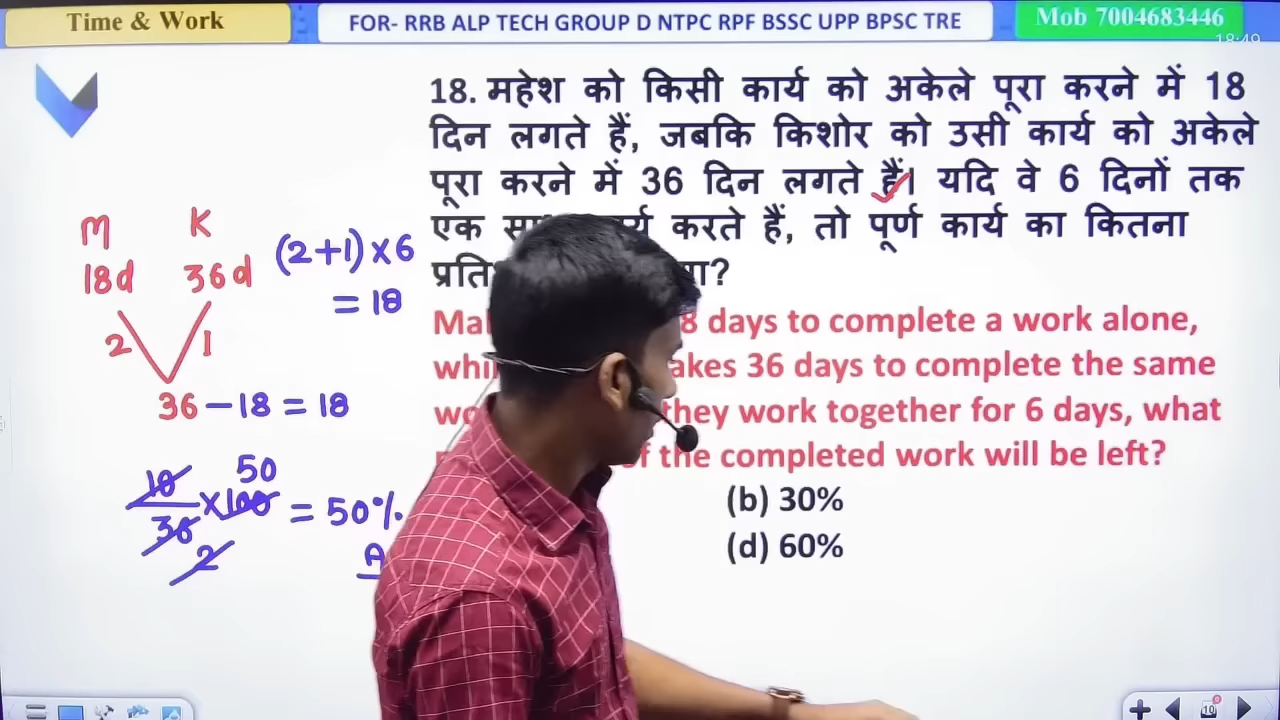 Time & Work
FOR- RRB ALP TECH GROUP D NTPC RPF BSSC UPP BPSC TRE
Mob 7004683446
18:49
18. महेश को किसी कार्य को अकेले पूरा करने में 18
दिन लगते हैं, जबकि किशोर को उसी कार्य को अकेले
पूरा करने में 36 दिन लगते हैं। यदि वे 6 दिनों तक
एक करते हैं, तो पूर्ण कार्य का कितना
M K
18d 36d (2+1)×6
= 18
2 1
36 - 18 = 18
8 days to complete a work alone,
36 days to complete the same
they work together for 6 days, what
the completed work will be left?
50
18/36 × 100 = 50%
2
(b) 30%
(d) 60%
10